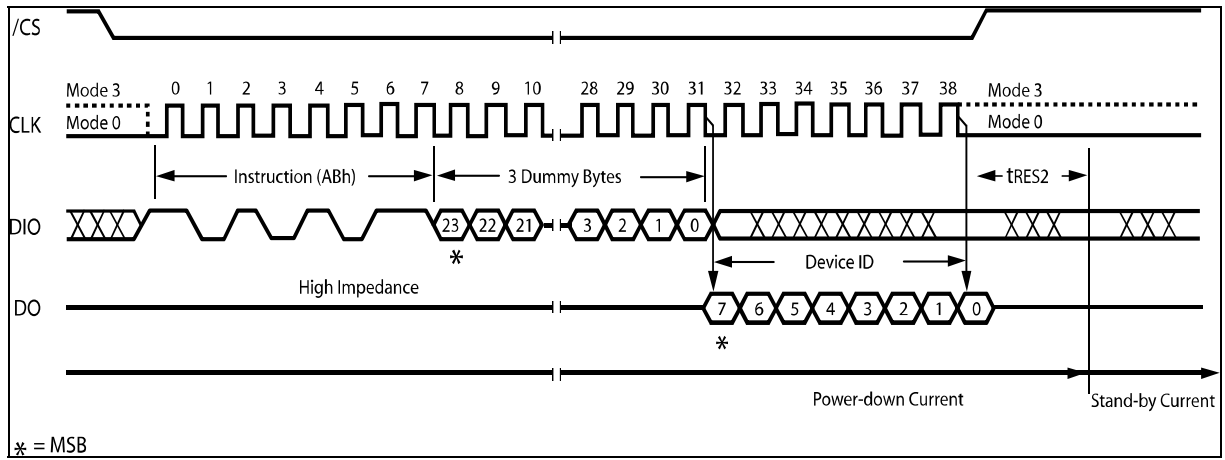 /CS
Mode 3 0 1 2 3 4 5 6 7 8 9 10 28 29 30 31 32 33 34 35 36 37 38 Mode 3
CLK Mode 0 Mode 0
Instruction (ABh) 3 Dummy Bytes tRES2
DIO 23 22 21 3 2 1 0
*
Device ID
High Impedance
DO 7 6 5 4 3 2 1 0
*
Power-down Current Stand-by Current
* = MSB